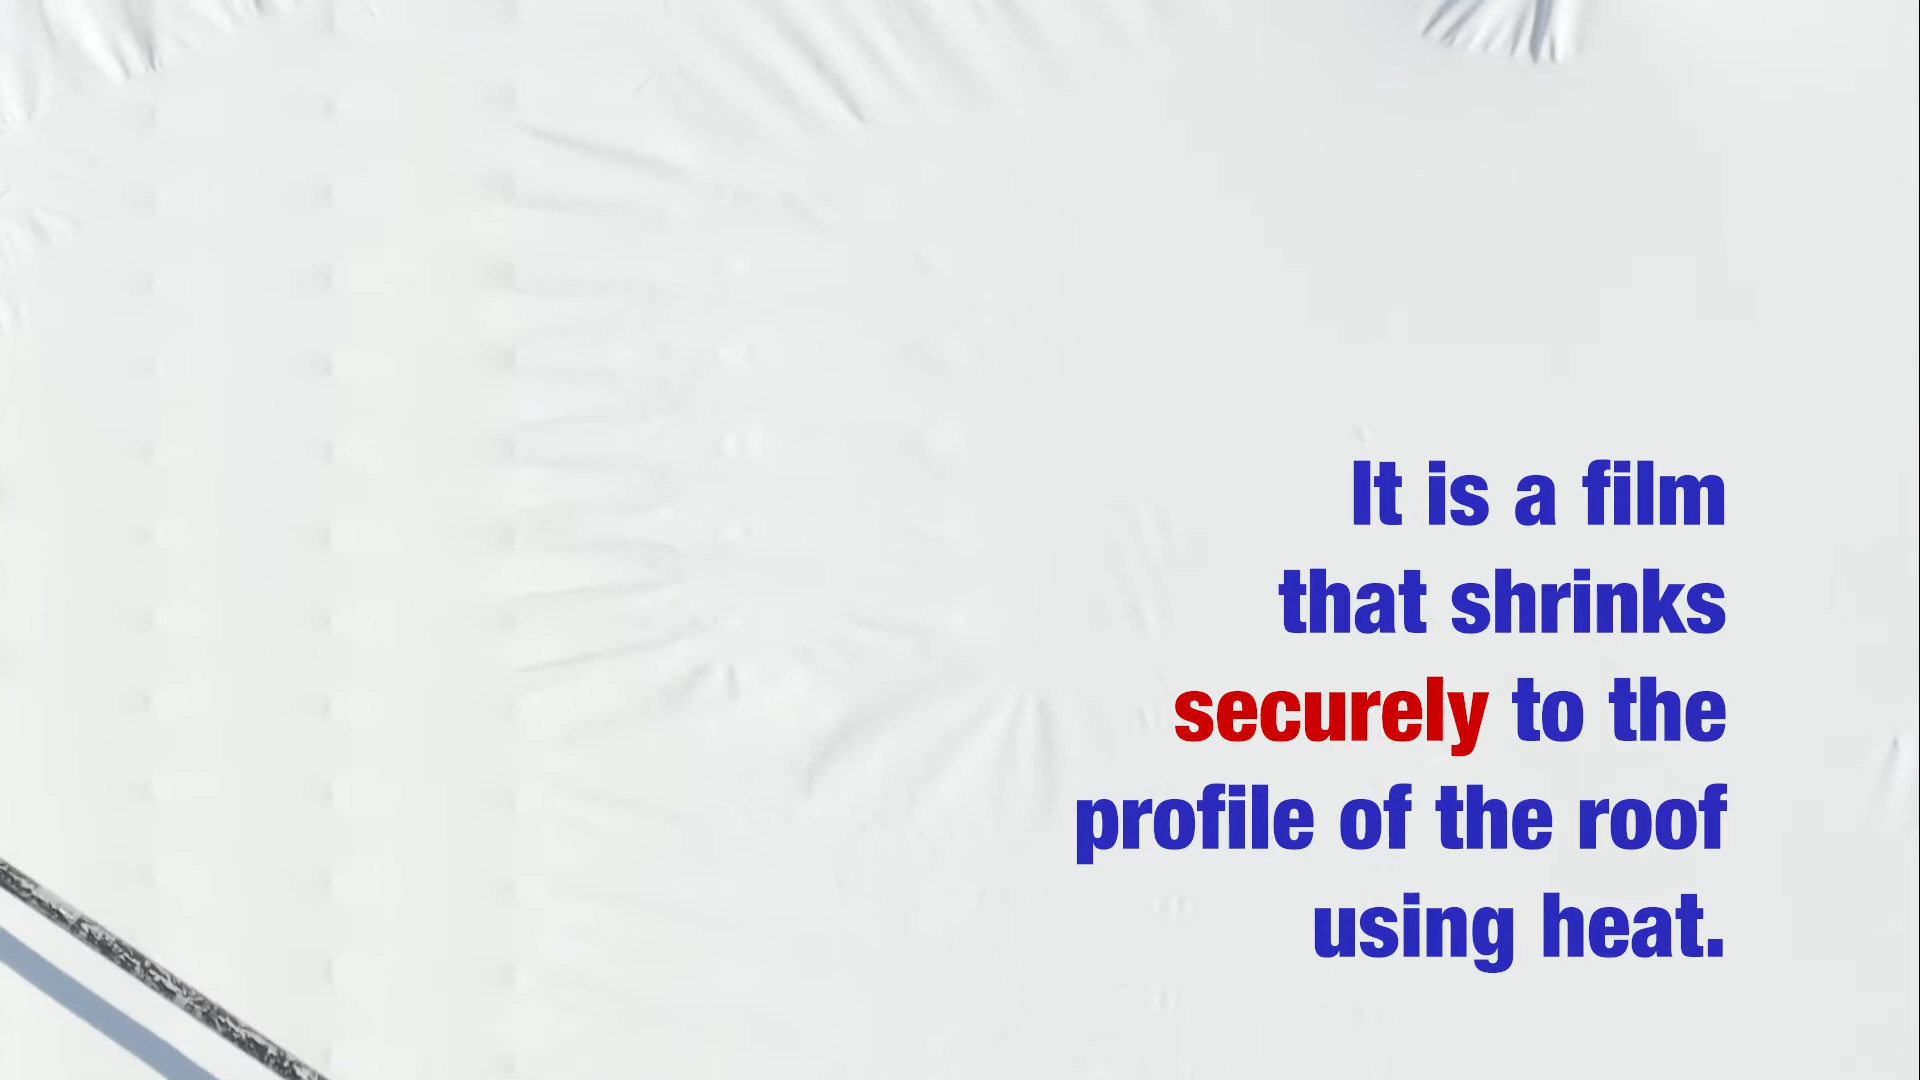 It is a film
that shrinks
securely to the
profile of the roof
using heat.